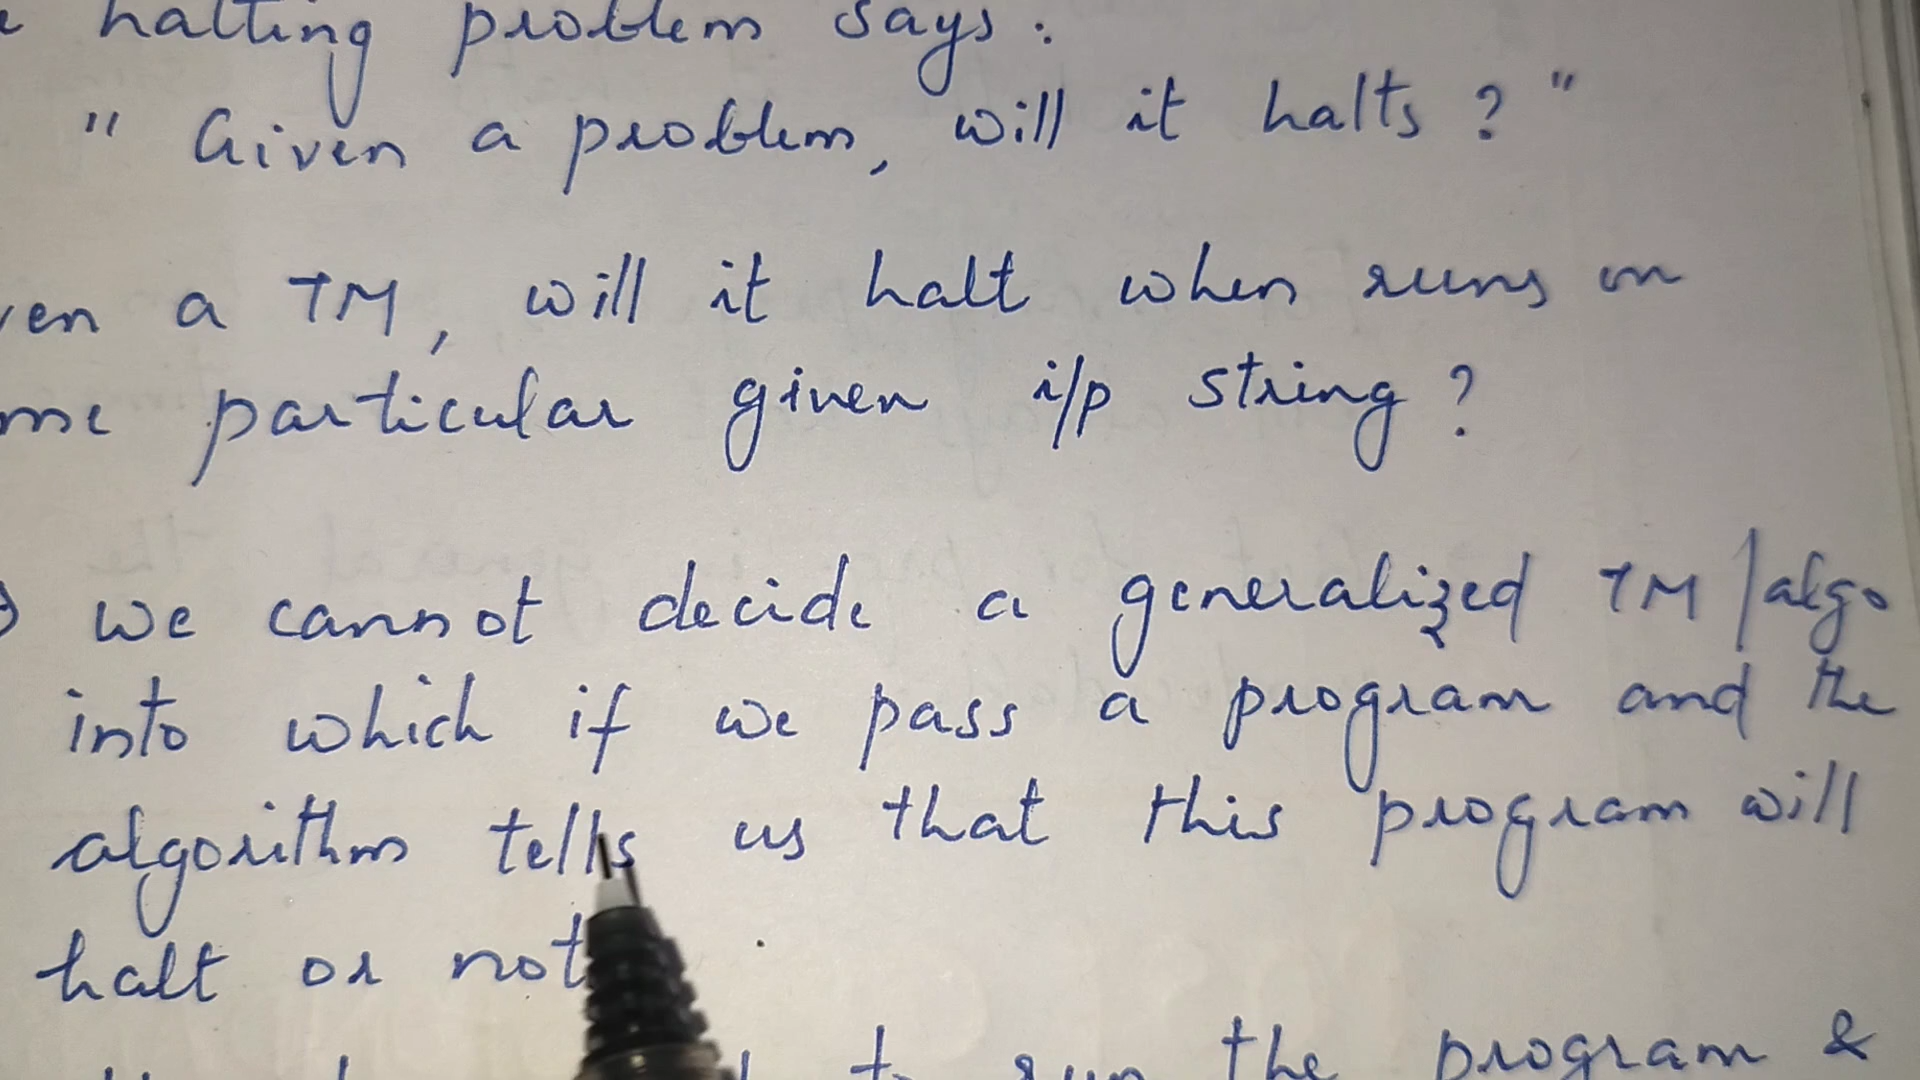 halting problem says :
" Given a problem, will it halts ? "
a TM, will it halt when runs on
particular given i/p string ?
we cannot decide a generalized TM / algo
into which if we pass a program and the
algorithm tells us that this program will
halt or not
to run the program &